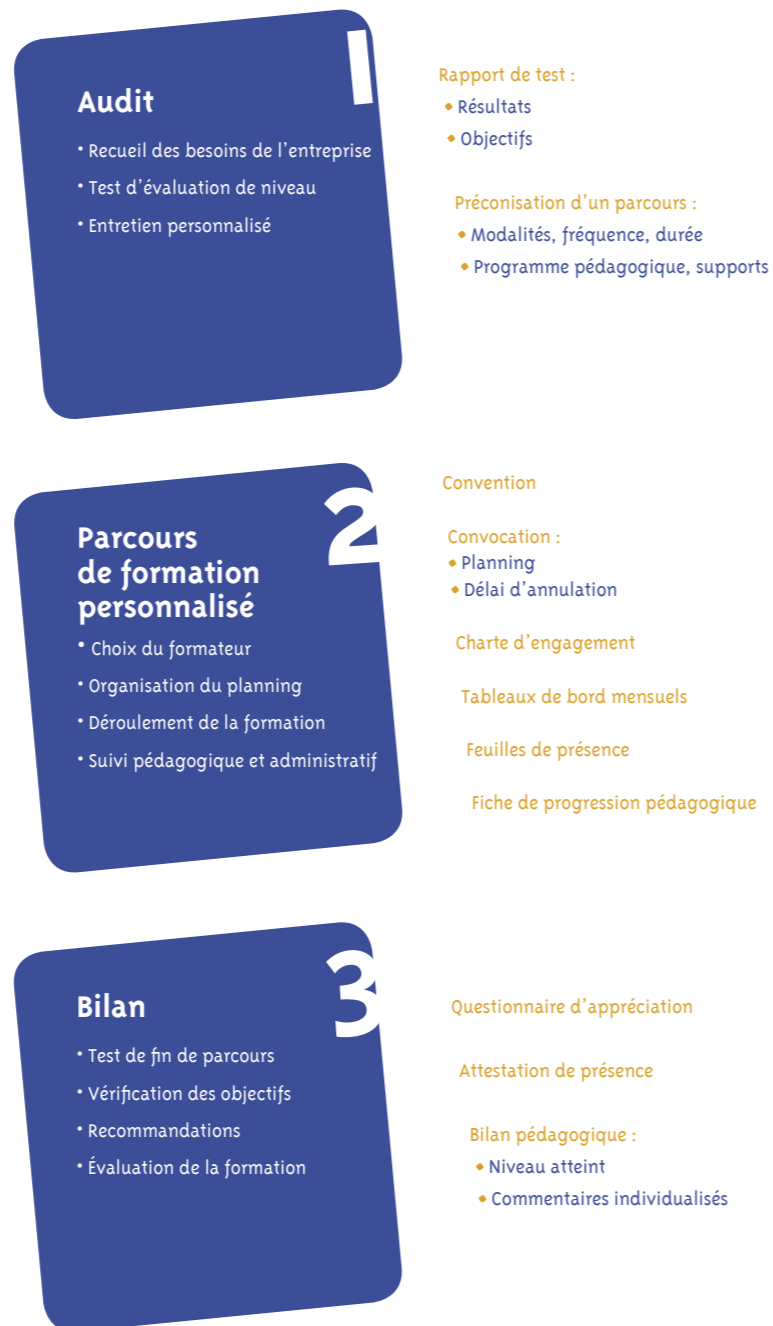 1
Audit
• Recueil des besoins de l'entreprise
• Test d'évaluation de niveau
• Entretien personnalisé
Rapport de test :
• Résultats
• Objectifs
Préconisation d'un parcours :
• Modalités, fréquence, durée
• Programme pédagogique, supports
2
Parcours
de formation
personnalisé
• Choix du formateur
• Organisation du planning
• Déroulement de la formation
• Suivi pédagogique et administratif
Convention
Convocation :
• Planning
• Délai d'annulation
Charte d'engagement
Tableaux de bord mensuels
Feuilles de présence
Fiche de progression pédagogique
3
Bilan
• Test de fin de parcours
• Vérification des objectifs
• Recommandations
• Évaluation de la formation
Questionnaire d'appréciation
Attestation de présence
Bilan pédagogique :
• Niveau atteint
• Commentaires individualisés